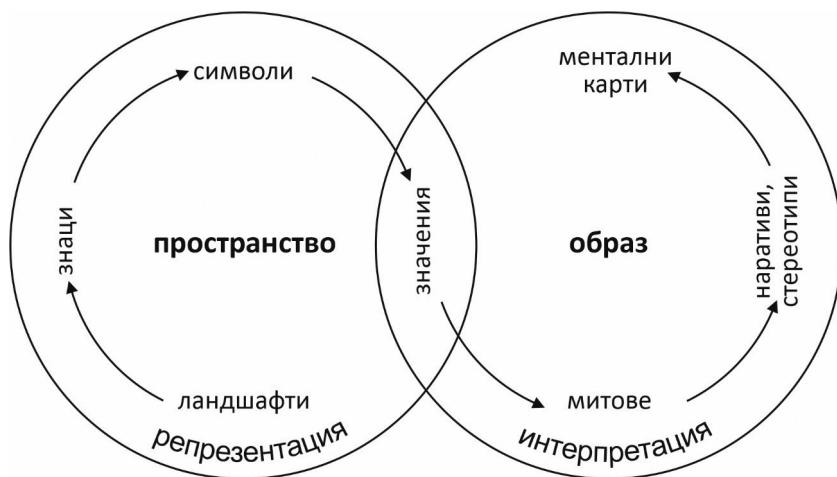 символи
знаци
пространство
значения
ландшафти
репрезентация
ментални
карти
образ
наративи,
стереотипи
митове
интерпретация